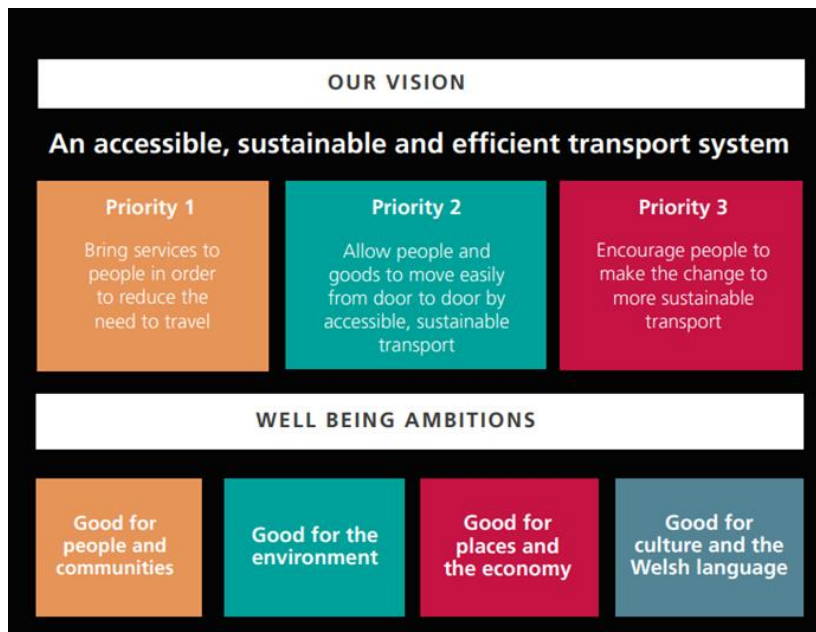 OUR VISION
An accessible, sustainable and efficient transport system
Priority 1
Bring services to
people in order
to reduce the
need to travel
Priority 2
Allow people and
goods to move easily
from door to door by
accessible, sustainable
transport
Priority 3
Encourage people to
make the change to
more sustainable
transport
WELL BEING AMBITIONS
Good for
people and
communities
Good for the
environment
Good for
places and
the economy
Good for
culture and the
Welsh language